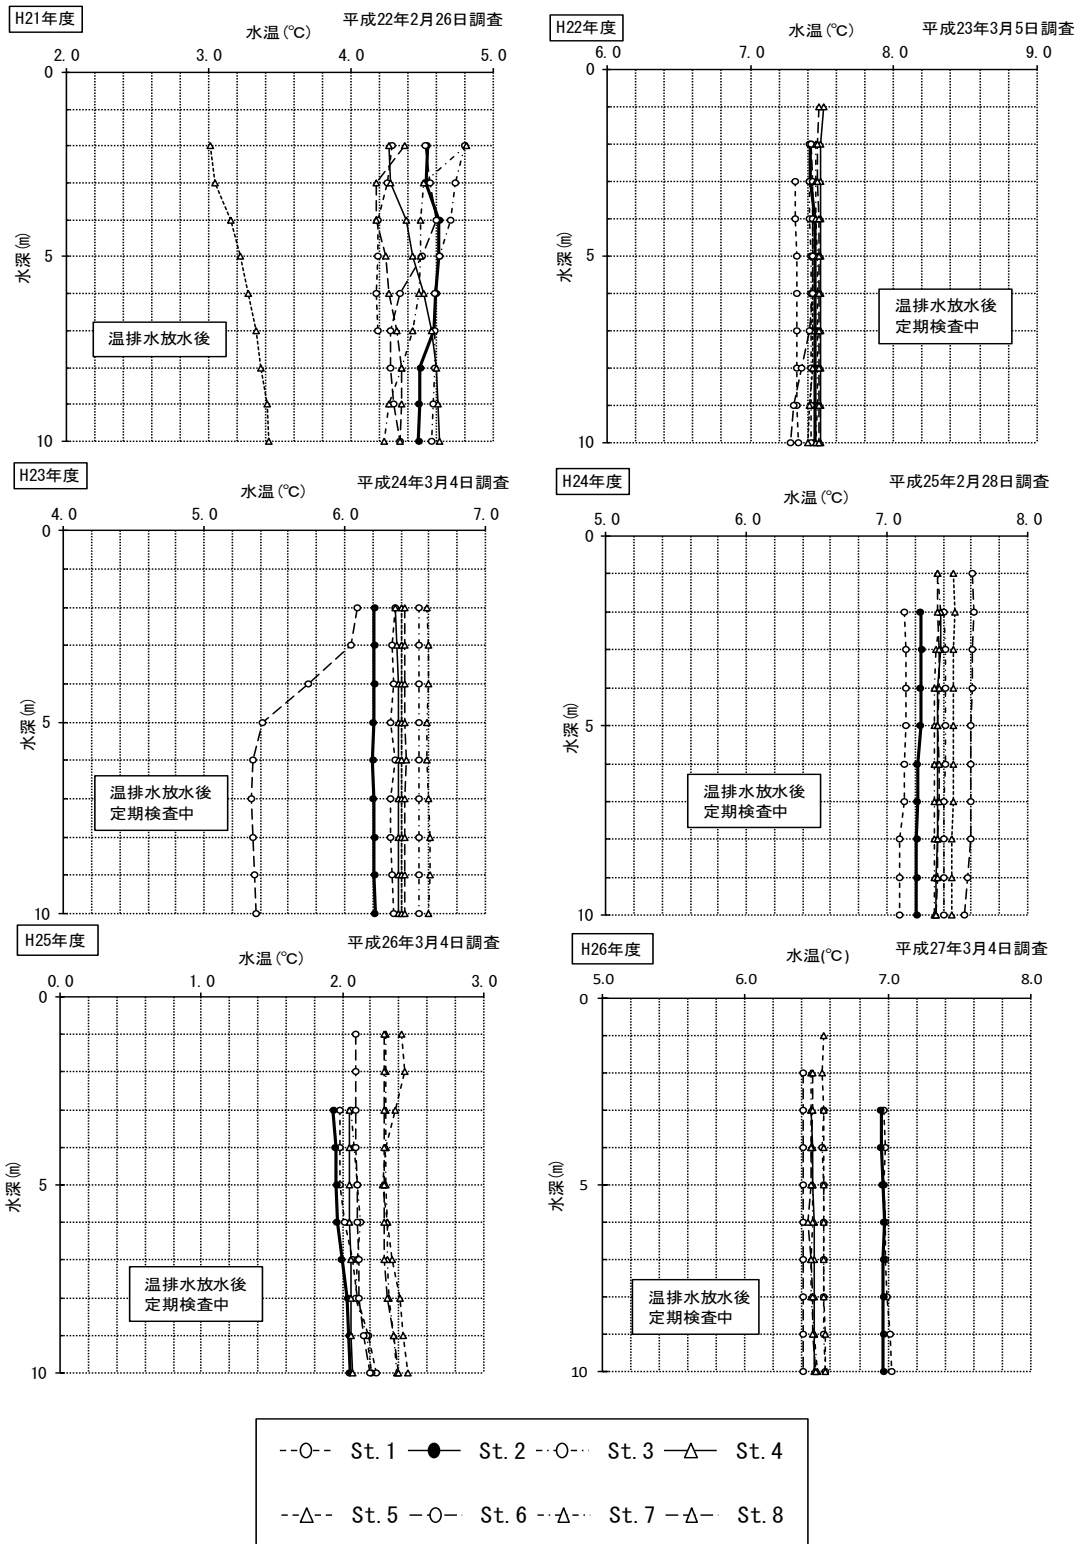 H21年度
平成22年2月26日調査
水温(℃)
2.0 3.0 4.0 5.0
0
5
10
水深(m)
温排水放水後
H22年度
平成23年3月5日調査
水温(℃)
6.0 7.0 8.0 9.0
0
5
10
水深(m)
温排水放水後
定期検査中
H23年度
平成24年3月4日調査
水温(℃)
4.0 5.0 6.0 7.0
0
5
10
水深(m)
温排水放水後
定期検査中
H24年度
平成25年2月28日調査
水温(℃)
5.0 6.0 7.0 8.0
0
5
10
水深(m)
温排水放水後
定期検査中
H25年度
平成26年3月4日調査
水温(℃)
0.0 1.0 2.0 3.0
0
5
10
水深(m)
温排水放水後
定期検査中
H26年度
平成27年3月4日調査
水温(℃)
5.0 6.0 7.0 8.0
0
5
10
水深(m)
温排水放水後
定期検査中
St.1 St.2 St.3 St.4
St.5 St.6 St.7 St.8